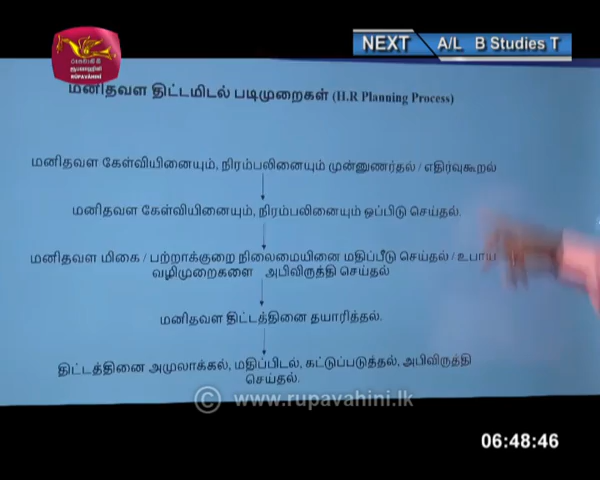 NEXT A/L B Studies T
RUPAVAHINI
மனிதவள திட்டமிடல் படிமுறைகள் (H.R Planning Process)
மனிதவள கேள்வியினையும், நிரம்பலினையும் முன்னுணர்தல் / எதிர்வுகூறல்
மனிதவள கேள்வியினையும், நிரம்பலினையும் ஒப்பிடு செய்தல்.
மனிதவள மிகை / பற்றாக்குறை நிலைமையினை மதிப்பீடு செய்தல் / உபாய
வழிமுறைகளை அபிவிருத்தி செய்தல்
மனிதவள திட்டத்தினை தயாரித்தல்.
திட்டத்தினை அமுலாக்கல், மதிப்பிடல், கட்டுப்படுத்தல், அபிவிருத்தி
செய்தல்.
© www.rupavahini.lk
06:48:46